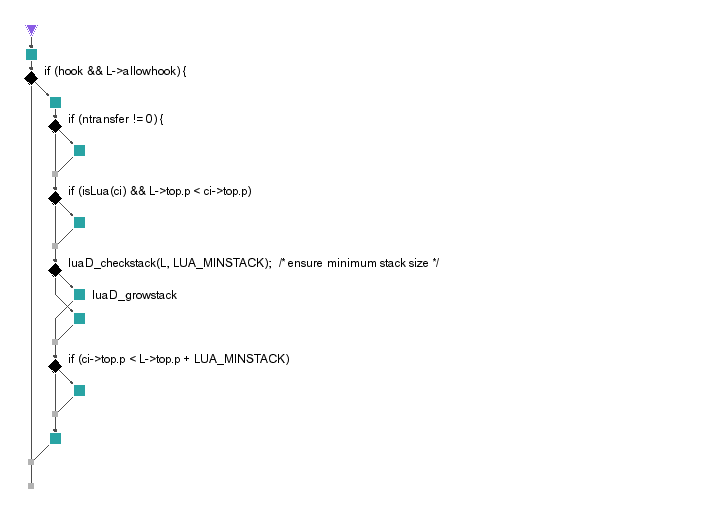 if (hook && L->allowhook) {
if (ntransfer != 0) {
if (isLua(ci) && L->top.p < ci->top.p)
luaD_checkstack(L, LUA_MINSTACK);  /* ensure minimum stack size */
luaD_growstack
if (ci->top.p < L->top.p + LUA_MINSTACK)